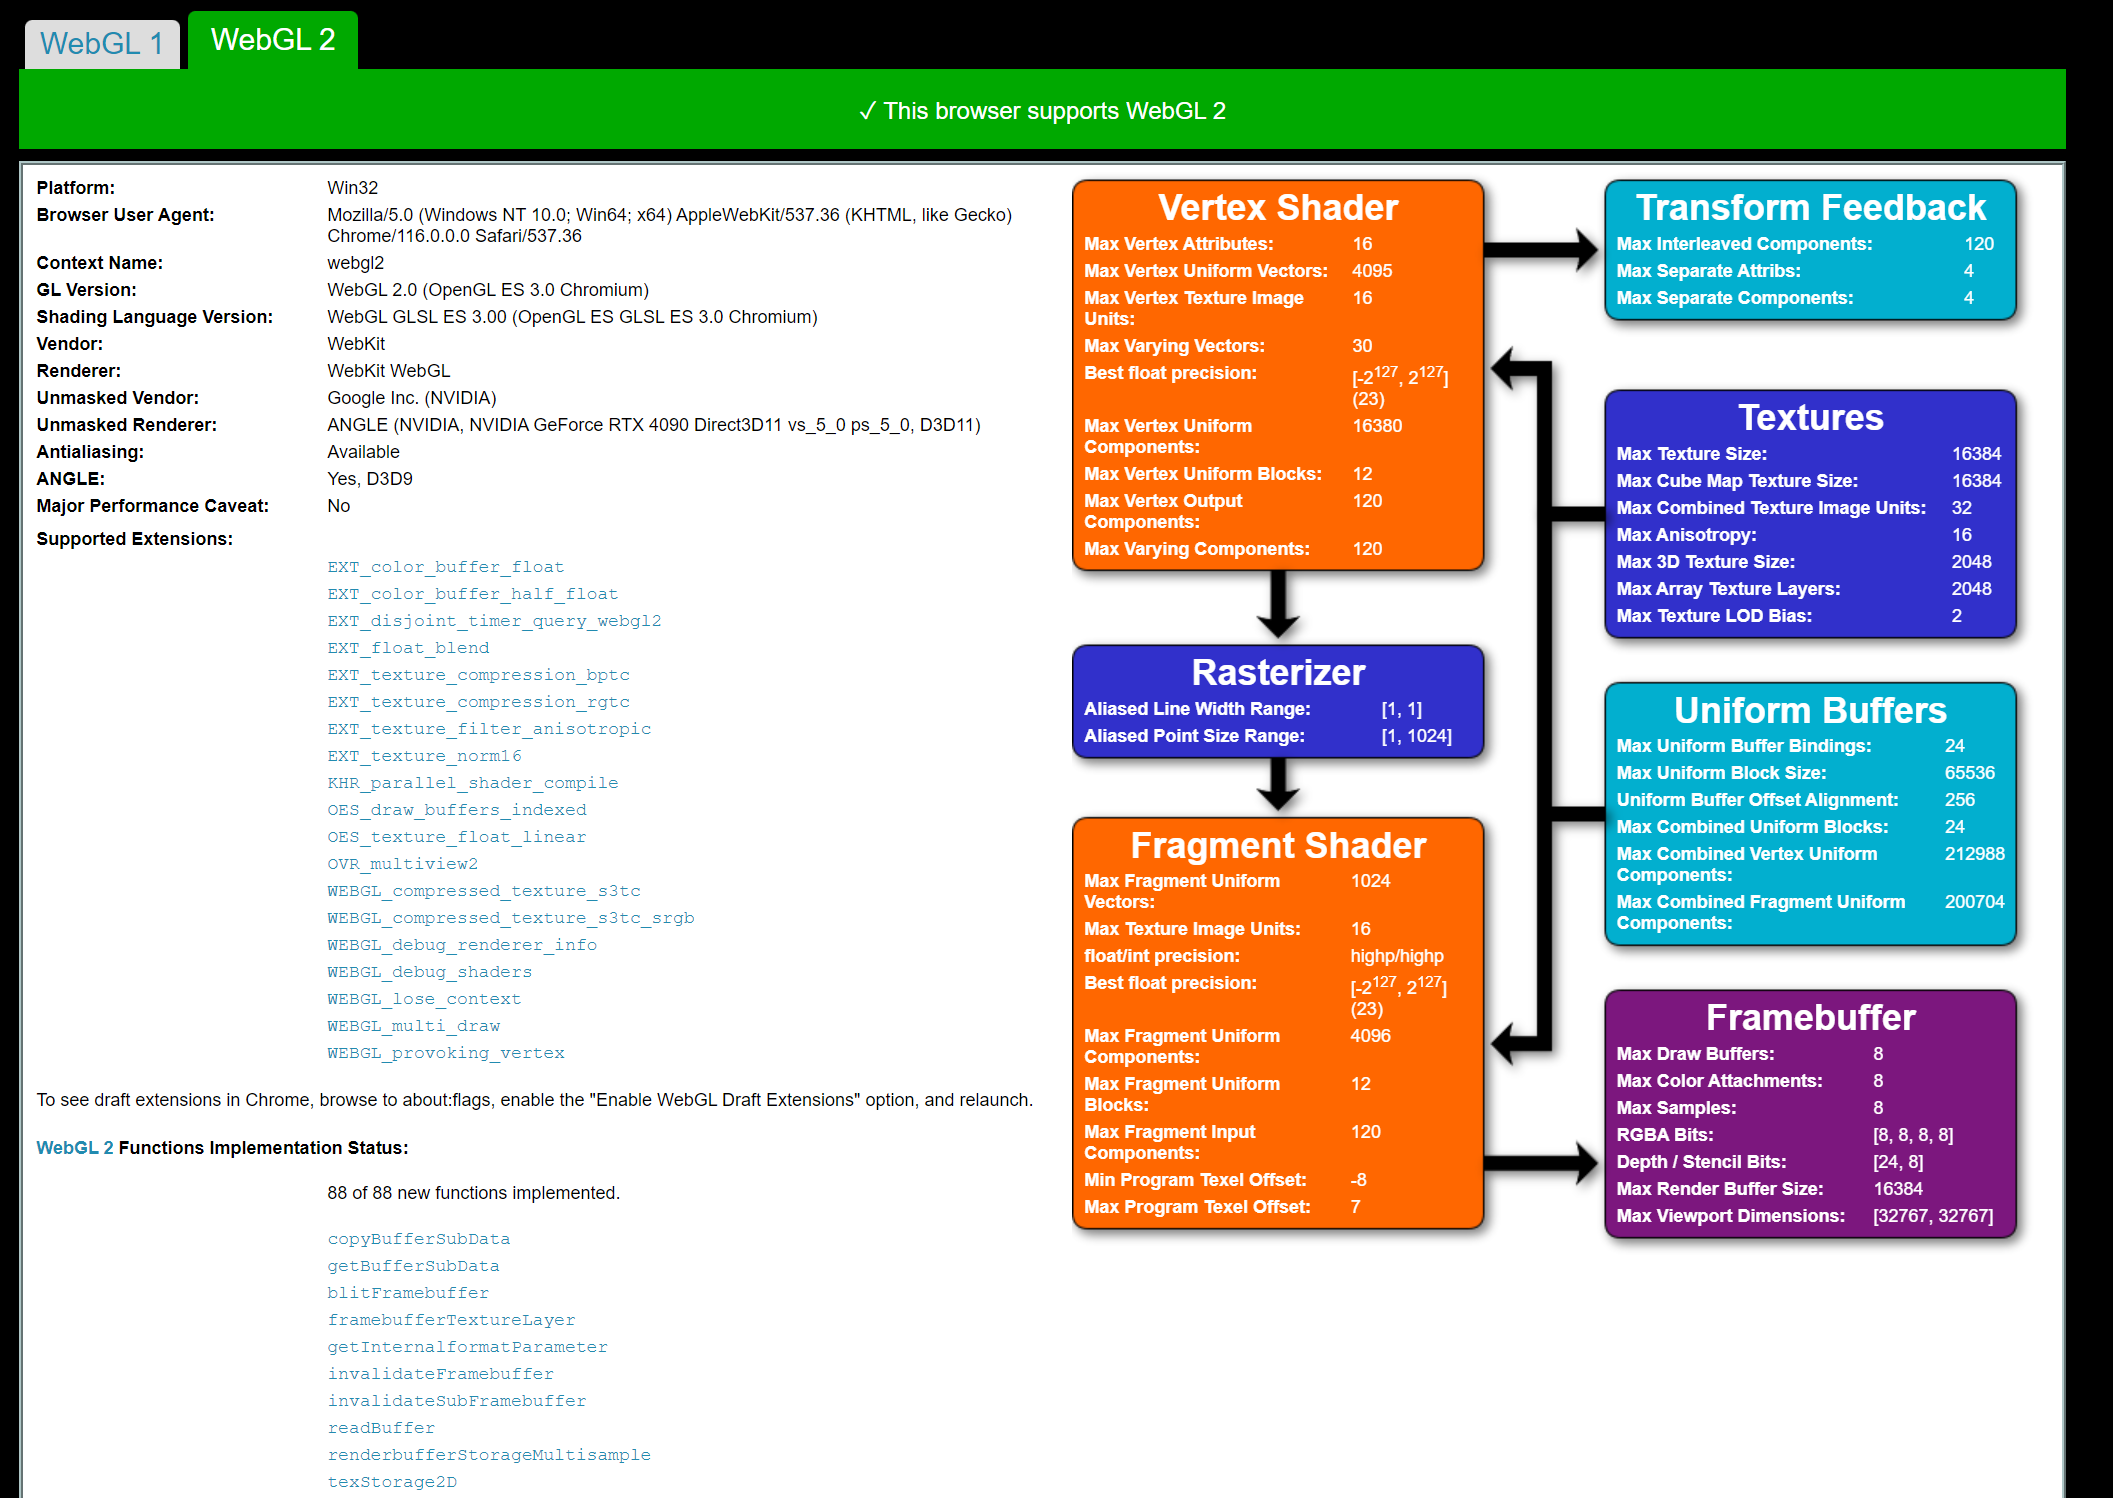 WebGL 1
WebGL 2
✓ This browser supports WebGL 2
Platform: Win32
Browser User Agent: Mozilla/5.0 (Windows NT 10.0; Win64; x64) AppleWebKit/537.36 (KHTML, like Gecko)
Chrome/116.0.0.0 Safari/537.36
Context Name: webgl2
GL Version: WebGL 2.0 (OpenGL ES 3.0 Chromium)
Shading Language Version: WebGL GLSL ES 3.00 (OpenGL ES GLSL ES 3.0 Chromium)
Vendor: WebKit
Renderer: WebKit WebGL
Unmasked Vendor: Google Inc. (NVIDIA)
Unmasked Renderer: ANGLE (NVIDIA, NVIDIA GeForce RTX 4090 Direct3D11 vs_5_0 ps_5_0, D3D11)
Antialiasing: Available
ANGLE: Yes, D3D9
Major Performance Caveat: No
Supported Extensions:
EXT_color_buffer_float
EXT_color_buffer_half_float
EXT_disjoint_timer_query_webgl2
EXT_float_blend
EXT_texture_compression_bptc
EXT_texture_compression_rgtc
EXT_texture_filter_anisotropic
EXT_texture_norm16
KHR_parallel_shader_compile
OES_draw_buffers_indexed
OES_texture_float_linear
OVR_multiview2
WEBGL_compressed_texture_s3tc
WEBGL_compressed_texture_s3tc_srgb
WEBGL_debug_renderer_info
WEBGL_debug_shaders
WEBGL_lose_context
WEBGL_multi_draw
WEBGL_provoking_vertex
To see draft extensions in Chrome, browse to about:flags, enable the "Enable WebGL Draft Extensions" option, and relaunch.
WebGL 2 Functions Implementation Status:
88 of 88 new functions implemented.
copyBufferSubData
getBufferSubData
blitFramebuffer
framebufferTextureLayer
getInternalformatParameter
invalidateFramebuffer
invalidateSubFramebuffer
readBuffer
renderbufferStorageMultisample
texStorage2D
Vertex Shader
Max Vertex Attributes: 16
Max Vertex Uniform Vectors: 4095
Max Vertex Texture Image 16
Units:
Max Varying Vectors: 30
Best float precision: [-2^127, 2^127]
(23)
Max Vertex Uniform 16380
Components:
Max Vertex Uniform Blocks: 12
Max Vertex Output 120
Components:
Max Varying Components: 120
Rasterizer
Aliased Line Width Range: [1, 1]
Aliased Point Size Range: [1, 1024]
Fragment Shader
Max Fragment Uniform 1024
Vectors:
Max Texture Image Units: 16
float/int precision: highp/highp
Best float precision: [-2^127, 2^127]
(23)
Max Fragment Uniform 4096
Components:
Max Fragment Uniform 12
Blocks:
Max Fragment Input 120
Components:
Min Program Texel Offset: -8
Max Program Texel Offset: 7
Transform Feedback
Max Interleaved Components: 120
Max Separate Attribs: 4
Max Separate Components: 4
Textures
Max Texture Size: 16384
Max Cube Map Texture Size: 16384
Max Combined Texture Image Units: 32
Max Anisotropy: 16
Max 3D Texture Size: 2048
Max Array Texture Layers: 2048
Max Texture LOD Bias: 2
Uniform Buffers
Max Uniform Buffer Bindings: 24
Max Uniform Block Size: 65536
Uniform Buffer Offset Alignment: 256
Max Combined Uniform Blocks: 24
Max Combined Vertex Uniform 212988
Components:
Max Combined Fragment Uniform 200704
Components:
Framebuffer
Max Draw Buffers: 8
Max Color Attachments: 8
Max Samples: 8
RGBA Bits: [8, 8, 8, 8]
Depth / Stencil Bits: [24, 8]
Max Render Buffer Size: 16384
Max Viewport Dimensions: [32767, 32767]